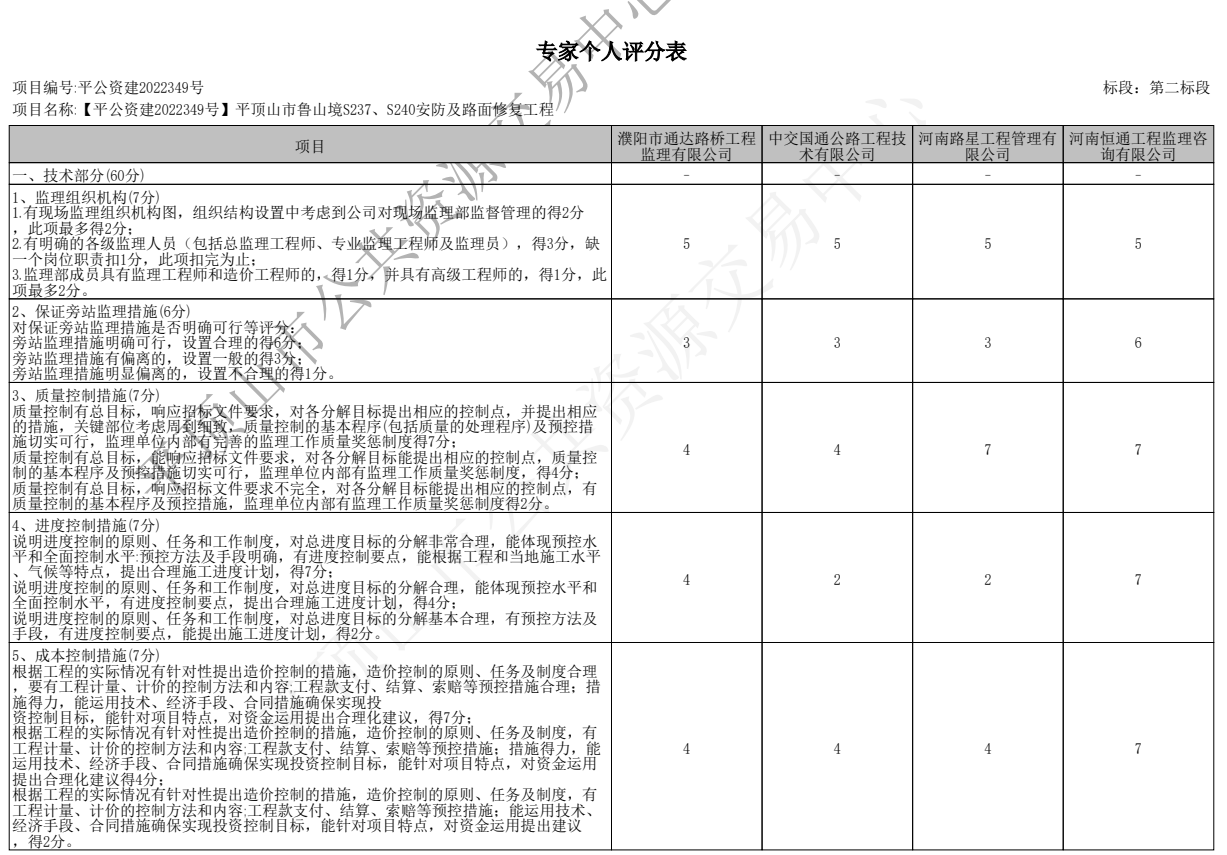 专家个人评分表
项目编号:平公资建2022349号
标段：第二标段
项目名称:【平公资建2022349号】平顶山市鲁山境S237、S240安防及路面修复工程
项目
濮阳市通达路桥工程
监理有限公司
中交国通公路工程技
术有限公司
河南路星工程管理有
限公司
河南恒通工程监理咨
询有限公司
一、技术部分(60分)
-
-
-
-
1、监理组织机构(7分)
1.有现场监理组织机构图，组织结构设置中考虑到公司对现场监理部监督管理的得2分
，此项最多得2分；
2.有明确的各级监理人员（包括总监理工程师、专业监理工程师及监理员），得3分，缺
一个岗位职责扣1分，此项扣完为止；
3.监理部成员具有监理工程师和造价工程师的，得1分，并具有高级工程师的，得1分，此
项最多2分。
5
5
5
5
2、保证旁站监理措施(6分)
对保证旁站监理措施是否明确可行等评分；
旁站监理措施明确可行，设置合理的得6分；
旁站监理措施有偏离的，设置一般的得3分；
旁站监理措施明显偏离的，设置不合理的得1分。
3
3
3
6
3、质量控制措施(7分)
质量控制有总目标，响应招标文件要求，对各分解目标提出相应的控制点，并提出相应
的措施，关键部位考虑周到细致，质量控制的基本程序(包括质量的处理程序)及预控措
施切实可行，监理单位内部有完善的监理工作质量奖惩制度得7分；
质量控制有总目标，能响应招标文件要求，对各分解目标能提出相应的控制点，质量控
制的基本程序及预控措施切实可行，监理单位内部有监理工作质量奖惩制度，得4分；
质量控制有总目标，响应招标文件要求不完全，对各分解目标能提出相应的控制点，有
质量控制的基本程序及预控措施，监理单位内部有监理工作质量奖惩制度得2分。
4
4
7
7
4、进度控制措施(7分)
说明进度控制的原则、任务和工作制度，对总进度目标的分解非常合理，能体现预控水
平和全面控制水平;预控方法及手段明确，有进度控制要点，能根据工程和当地施工水平
、气候等特点，提出合理施工进度计划，得7分；
说明进度控制的原则、任务和工作制度，对总进度目标的分解合理，能体现预控水平和
全面控制水平，有进度控制要点，提出合理施工进度计划，得4分；
说明进度控制的原则、任务和工作制度，对总进度目标的分解基本合理，有预控方法及
手段，有进度控制要点，能提出施工进度计划，得2分。
4
2
2
7
5、成本控制措施(7分)
根据工程的实际情况有针对性提出造价控制的措施，造价控制的原则、任务及制度合理
，要有工程计量、计价的控制方法和内容;工程款支付、结算、索赔等预控措施合理；措
施得力，能运用技术、经济手段、合同措施确保实现投
资控制目标，能针对项目特点，对资金运用提出合理化建议，得7分；
根据工程的实际情况有针对性提出造价控制的措施，造价控制的原则、任务及制度，有
工程计量、计价的控制方法和内容;工程款支付、结算、索赔等预控措施；措施得力，能
运用技术、经济手段、合同措施确保实现投资控制目标，能针对项目特点，对资金运用
提出合理化建议得4分；
根据工程的实际情况有针对性提出造价控制的措施，造价控制的原则、任务及制度，有
工程计量、计价的控制方法和内容;工程款支付、结算、索赔等预控措施；能运用技术、
经济手段、合同措施确保实现投资控制目标，能针对项目特点，对资金运用提出建议
，得2分。
4
4
4
7
平顶山市公共资源交易中心